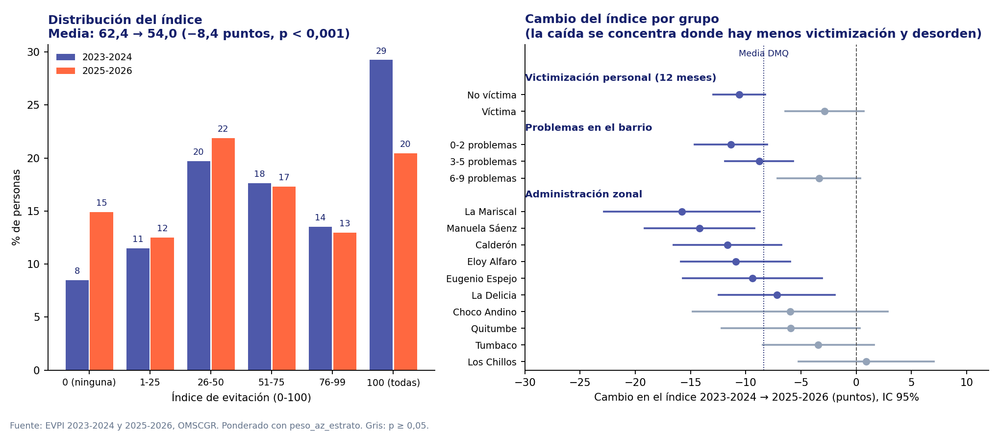 Distribución del índice
Media: 62,4 → 54,0 (−8,4 puntos, p < 0,001)
2023-2024
2025-2026
30
25
20
15
10
5
0
% de personas
8
15
11
12
20
22
18
17
14
13
29
20
0 (ninguna)
1-25
26-50
51-75
76-99
100 (todas)
Índice de evitación (0-100)
Cambio del índice por grupo
(la caída se concentra donde hay menos victimización y desorden)
Media DMQ
Victimización personal (12 meses)
No víctima
Víctima
Problemas en el barrio
0-2 problemas
3-5 problemas
6-9 problemas
Administración zonal
La Mariscal
Manuela Sáenz
Calderón
Eloy Alfaro
Eugenio Espejo
La Delicia
Choco Andino
Quitumbe
Tumbaco
Los Chillos
−30
−25
−20
−15
−10
−5
0
5
10
Cambio en el índice 2023-2024 → 2025-2026 (puntos), IC 95%
Fuente: EVPI 2023-2024 y 2025-2026, OMSCGR. Ponderado con peso_az_estrato. Gris: p ≥ 0,05.